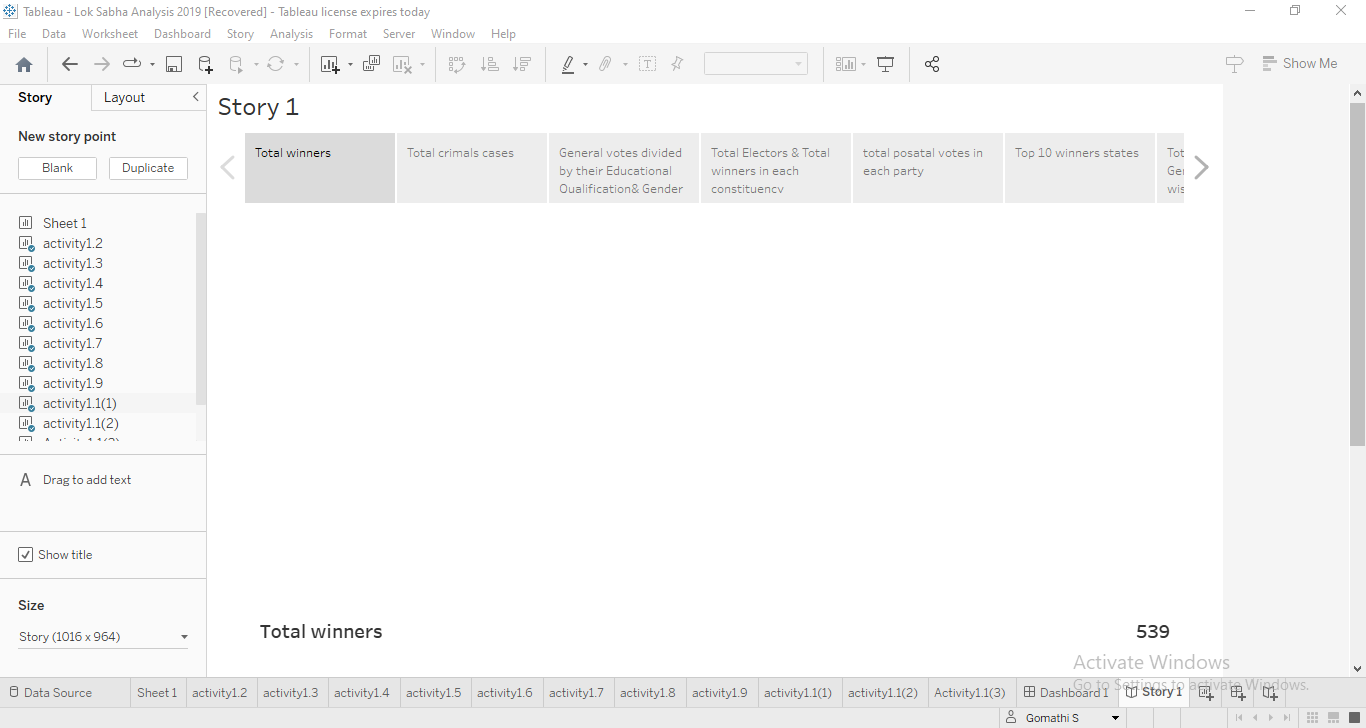 Tableau - Lok Sabha Analysis 2019 [Recovered] - Tableau license expires today
File Data Worksheet Dashboard Story Analysis Format Server Window Help
Show Me
Story Layout
New story point
Blank Duplicate
Sheet 1
activity1.2
activity1.3
activity1.4
activity1.5
activity1.6
activity1.7
activity1.8
activity1.9
activity1.1(1)
activity1.1(2)
A Drag to add text
Show title
Size
Story (1016 x 964)
Story 1
Total winners
Total crimals cases
General votes divided
by their Educational
Qualification& Gender
Total Electors & Total
winners in each
constituency
total posatal votes in
each party
Top 10 winners states
Tot
Ger
wis
Total winners 539
Activate Windows
Go to Settings to activate Windows.
Data Source Sheet 1 activity1.2 activity1.3 activity1.4 activity1.5 activity1.6 activity1.7 activity1.8 activity1.9 activity1.1(1) activity1.1(2) Activity1.1(3) Dashboard 1 Story 1
Gomathi S